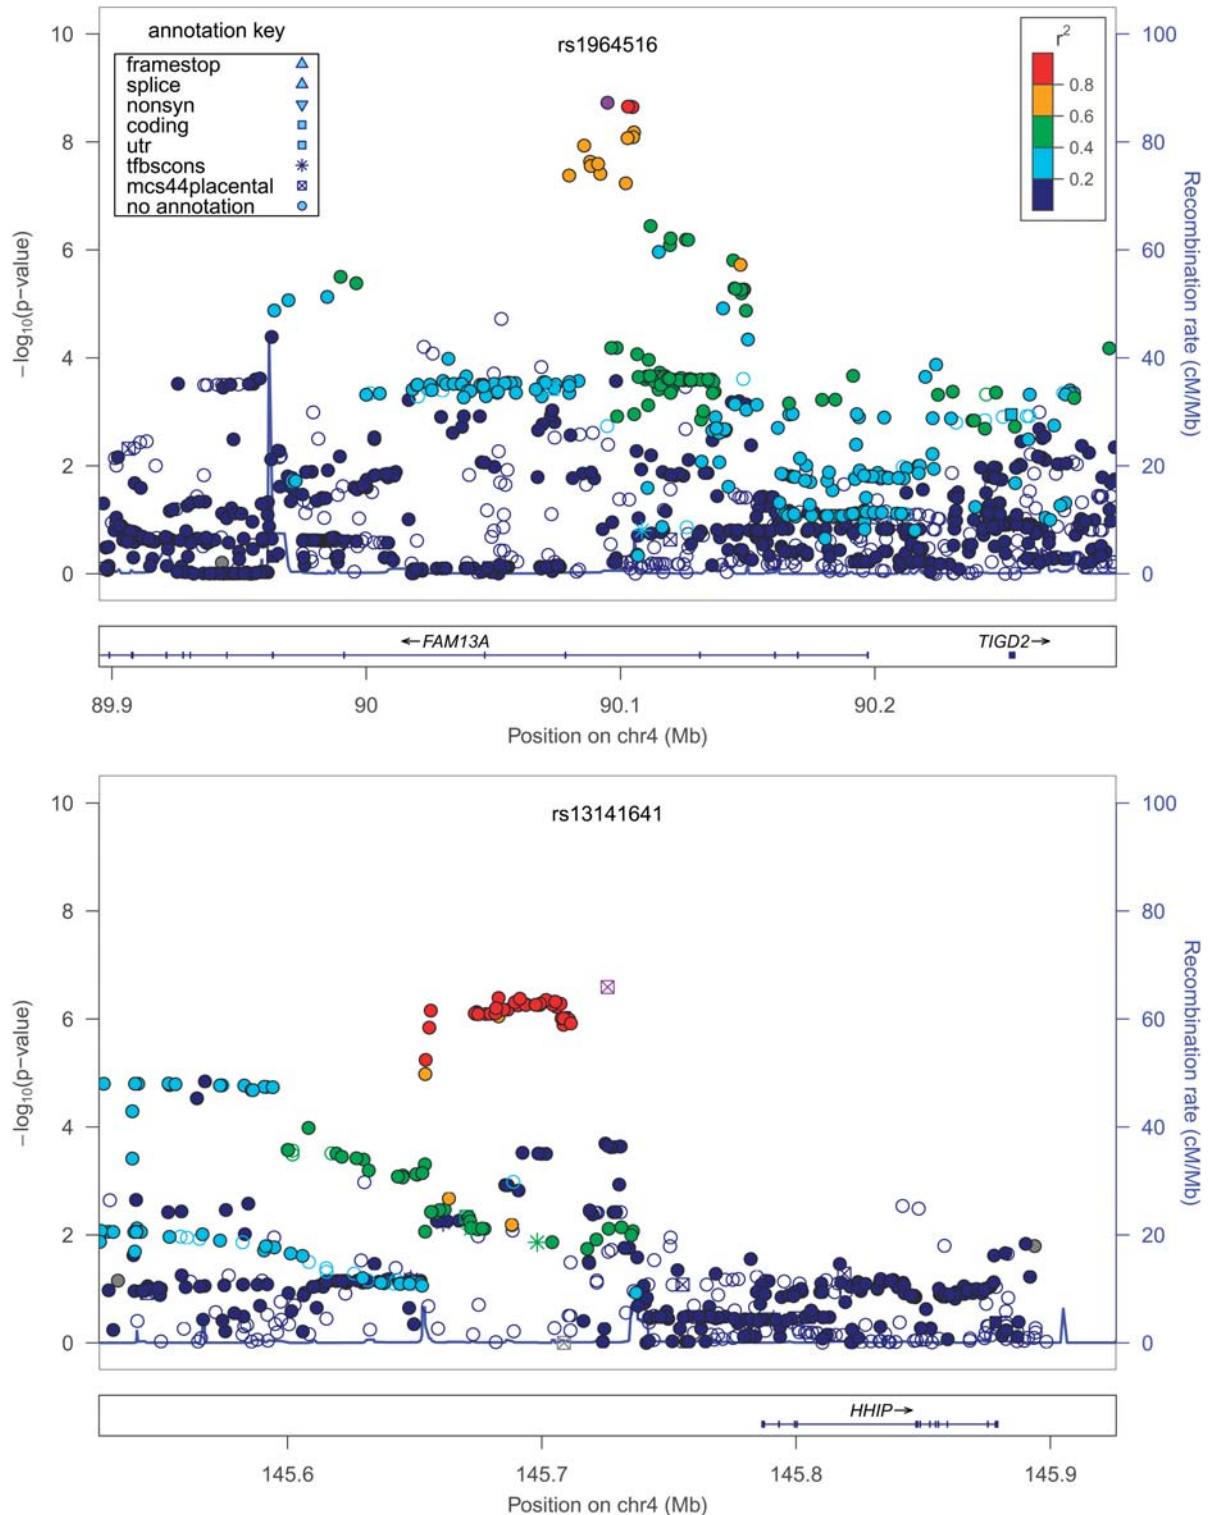 rs1964516
annotation key
framestop
splice
nonsyn
coding
utr
tfbscons
mcs44placental
no annotation
r2
0.8
0.6
0.4
0.2
10
8
6
4
2
0
−log10(p−value)
100
80
60
40
20
0
Recombination rate (cM/Mb)
←FAM13A
TIGD2→
89.9 90 90.1 90.2
Position on chr4 (Mb)
rs13141641
10
8
6
4
2
0
−log10(p−value)
100
80
60
40
20
0
Recombination rate (cM/Mb)
HHIP→
145.6 145.7 145.8 145.9
Position on chr4 (Mb)